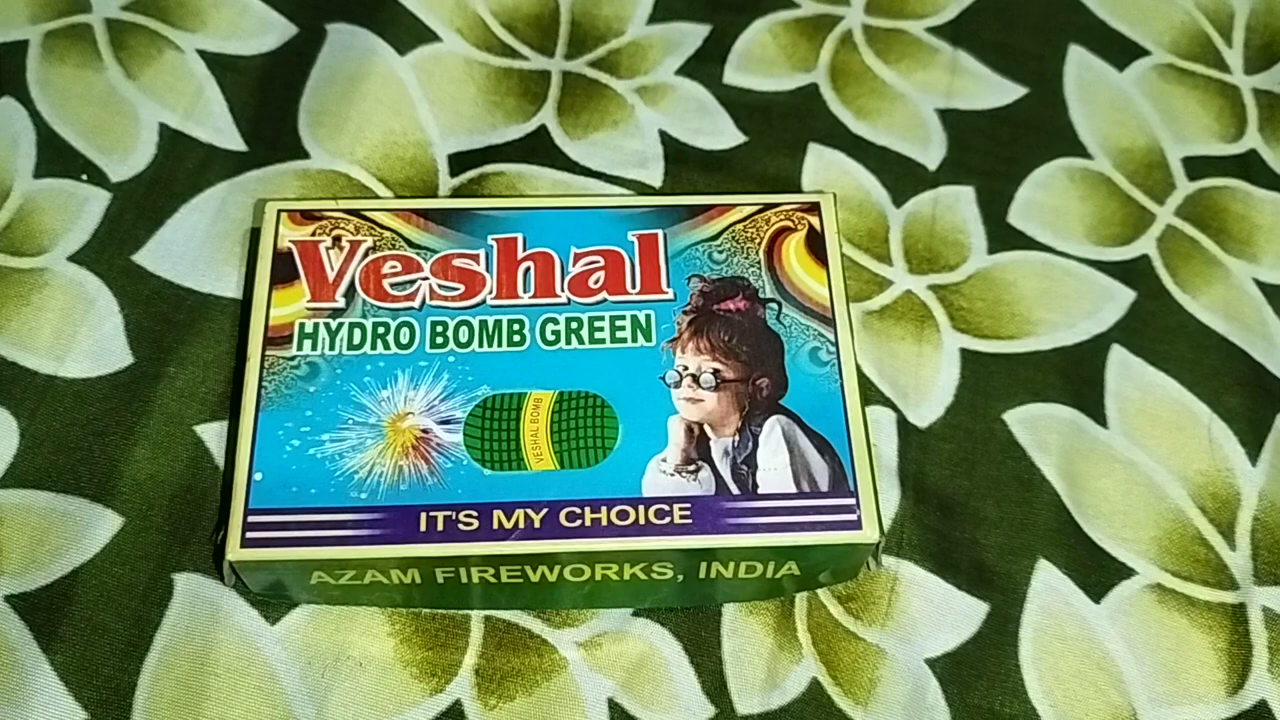 Veshal
HYDRO BOMB GREEN
VESHAL BOMB
IT'S MY CHOICE
AZAM FIREWORKS, INDIA